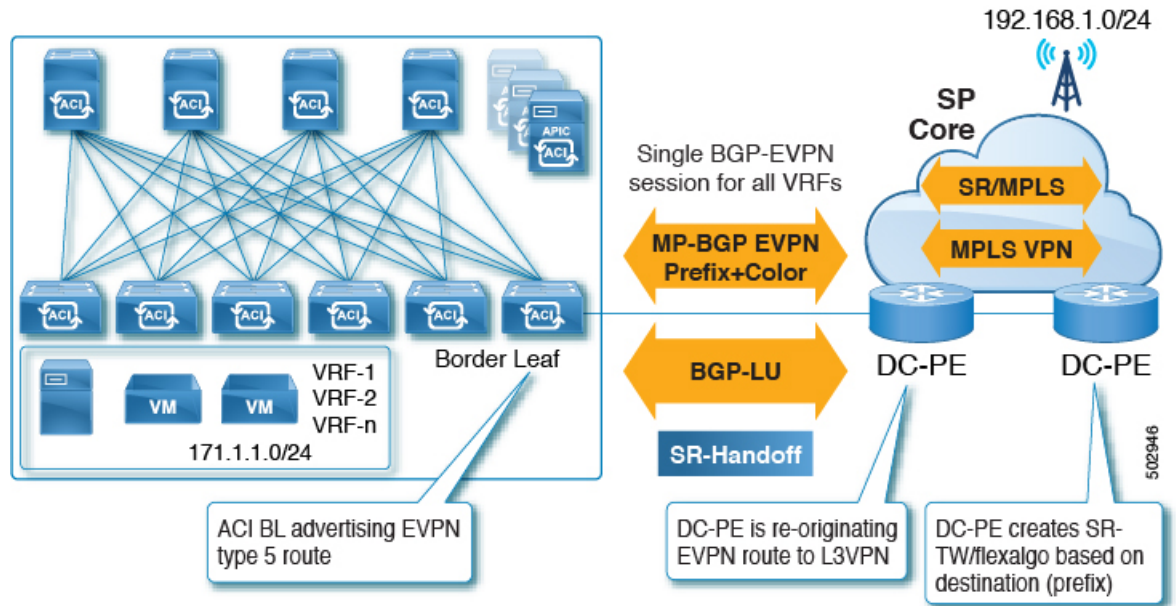 192.168.1.0/24
ACI
ACI
ACI
ACI
APIC
ACI
SP
Core
Single BGP-EVPN
session for all VRFs
SR/MPLS
MP-BGP EVPN
Prefix+Color
MPLS VPN
ACI
ACI
ACI
ACI
ACI
ACI
Border Leaf
BGP-LU
DC-PE
DC-PE
VM
VM
VRF-1
VRF-2
VRF-n
171.1.1.0/24
SR-Handoff
502946
ACI BL advertising EVPN
type 5 route
DC-PE is re-originating
EVPN route to L3VPN
DC-PE creates SR-
TW/flexalgo based on
destination (prefix)